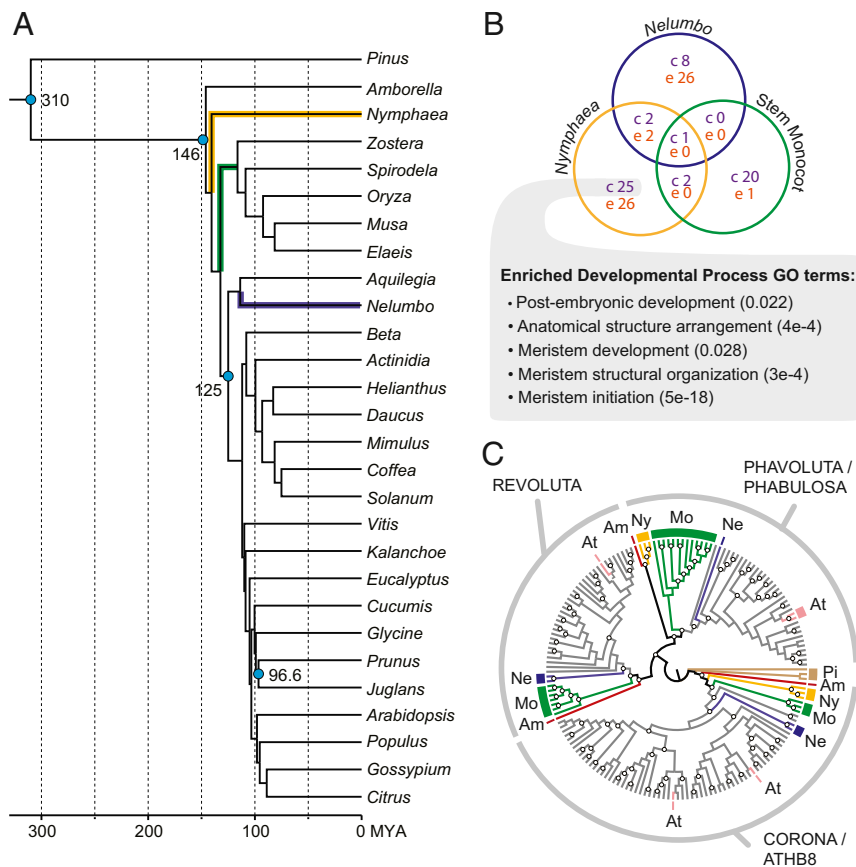 A
Pinus
310
Amborella
Nymphaea
146
Zostera
Spirodela
Oryza
Musa
Elaeis
Aquilegia
Nelumbo
Beta
125
Actinidia
Helianthus
Daucus
Mimulus
Coffea
Solanum
Vitis
Kalanchoe
Eucalyptus
Cucumis
Glycine
Prunus
96.6
Juglans
Arabidopsis
Populus
Gossypium
Citrus
300
200
100
0 MYA
B
Nelumbo
Nymphaea
Stem Monocot
c 8
e 26
c 2
e 2
c 0
e 0
c 1
e 0
c 25
e 26
c 2
e 0
c 20
e 1
Enriched Developmental Process GO terms:
• Post-embryonic development (0.022)
• Anatomical structure arrangement (4e-4)
• Meristem development (0.028)
• Meristem structural organization (3e-4)
• Meristem initiation (5e-18)
C
REVOLUTA
PHAVOLUTA /
PHABULOSA
At
Am
Ny
Mo
Ne
At
Pi
Am
Ny
Mo
Ne
Ne
Mo
Am
At
At
CORONA /
ATHB8